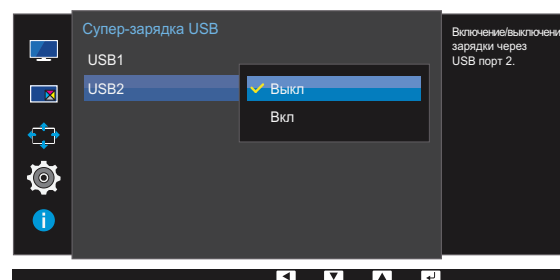 Супер-зарядка USB
USB1
USB2
Выкл
Вкл
Включение/выключени
зарядки через
USB порт 2.